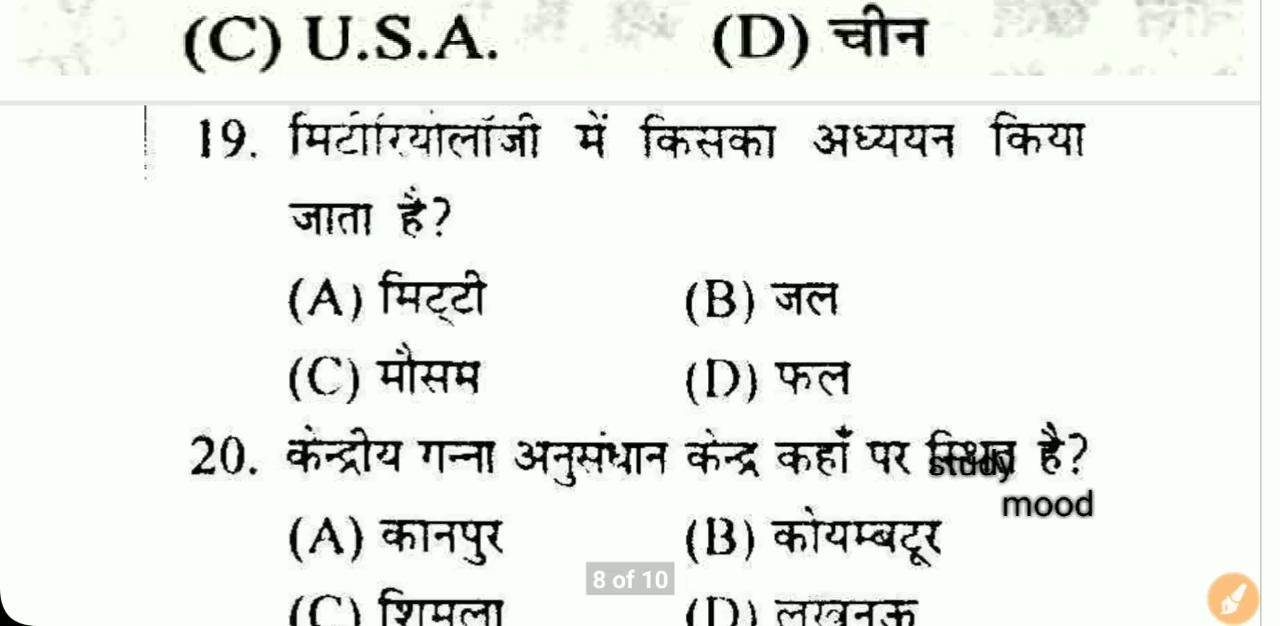 (C) U.S.A. (D) चीन
19. मिटीरियोलॉजी में किसका अध्ययन किया
जाता है?
(A) मिट्टी (B) जल
(C) मौसम (D) फल
20. केन्द्रीय गन्ना अनुसंधान केन्द्र कहाँ पर स्थित है?
study
mood
(A) कानपुर (B) कोयम्बटूर
8 of 10
(C) शिमला (D) लखनऊ